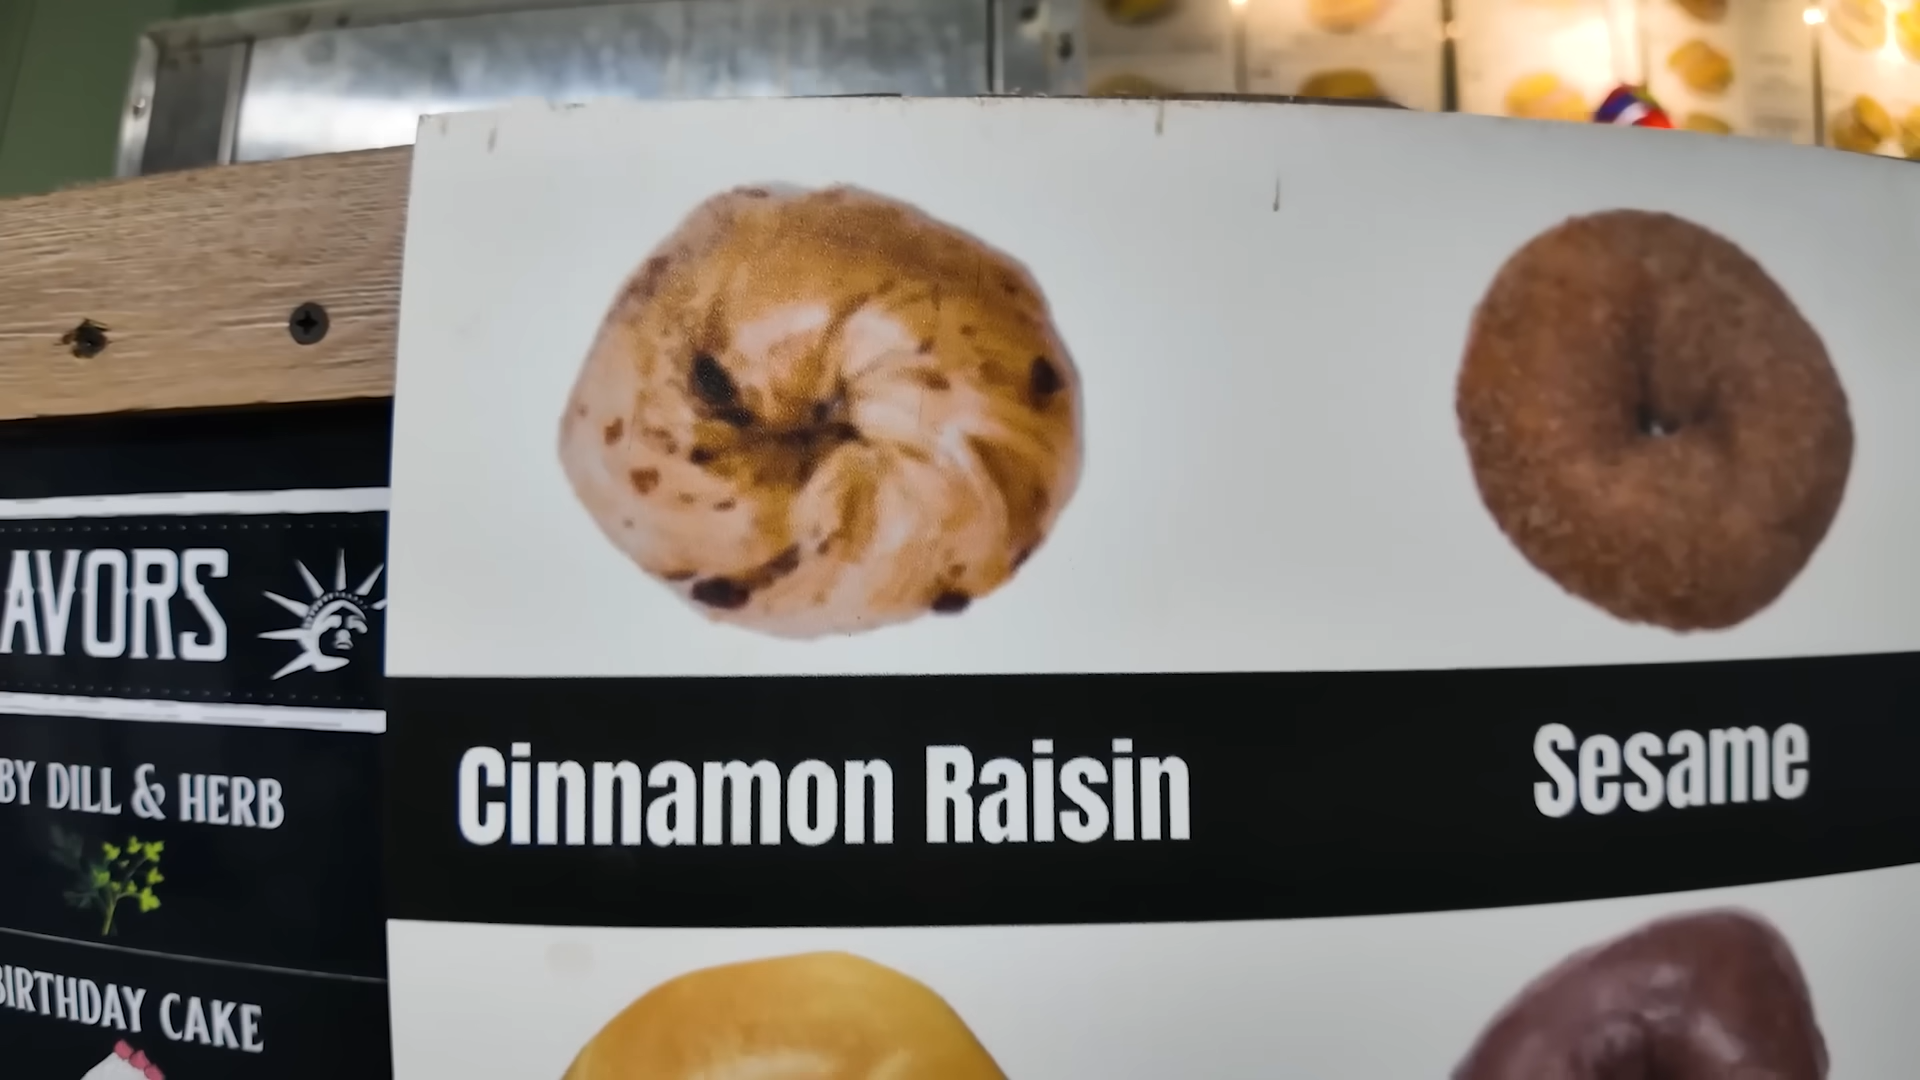 AVORS
BY DILL & HERB
BIRTHDAY CAKE
Cinnamon Raisin
Sesame